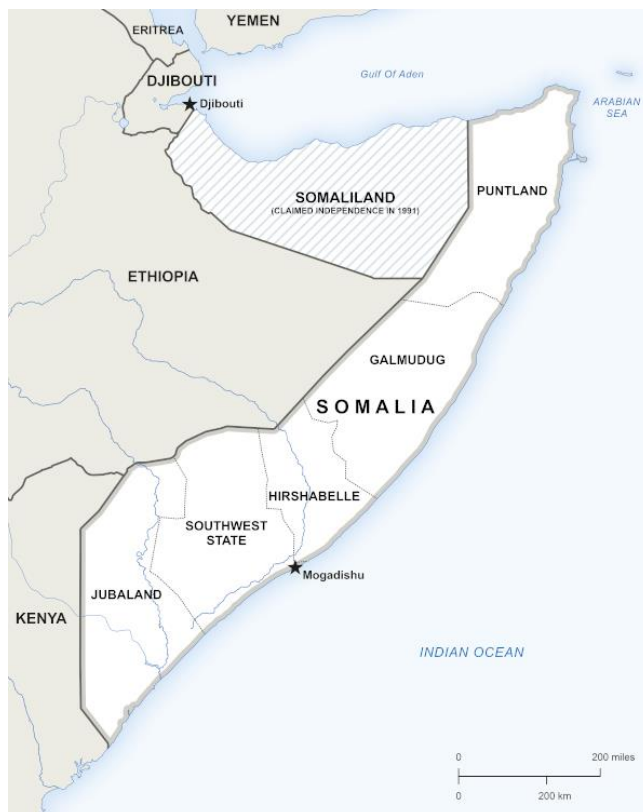 YEMEN
ERITREA
DJIBOUTI
Gulf Of Aden
Djibouti
ARABIAN
SEA
SOMALILAND
(CLAIMED INDEPENDENCE IN 1991)
PUNTLAND
ETHIOPIA
GALMUDUG
SOMALIA
HIRSHABELLE
SOUTHWEST
STATE
Mogadishu
JUBALAND
KENYA
INDIAN OCEAN
0 200 miles
0 200 km